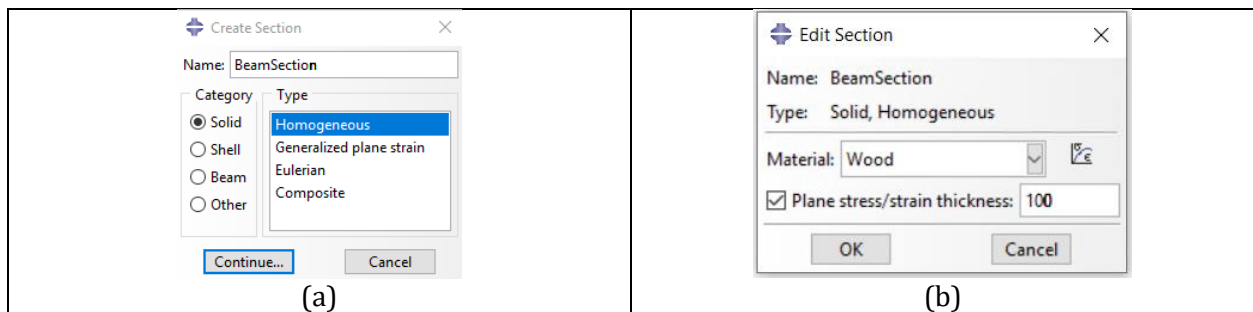 Create Section
Name: BeamSection
Category Type
Solid Homogeneous
Shell Generalized plane strain
Beam Eulerian
Other Composite
Continue... Cancel
(a)
Edit Section
Name: BeamSection
Type: Solid, Homogeneous
Material: Wood
Plane stress/strain thickness: 100
OK Cancel
(b)